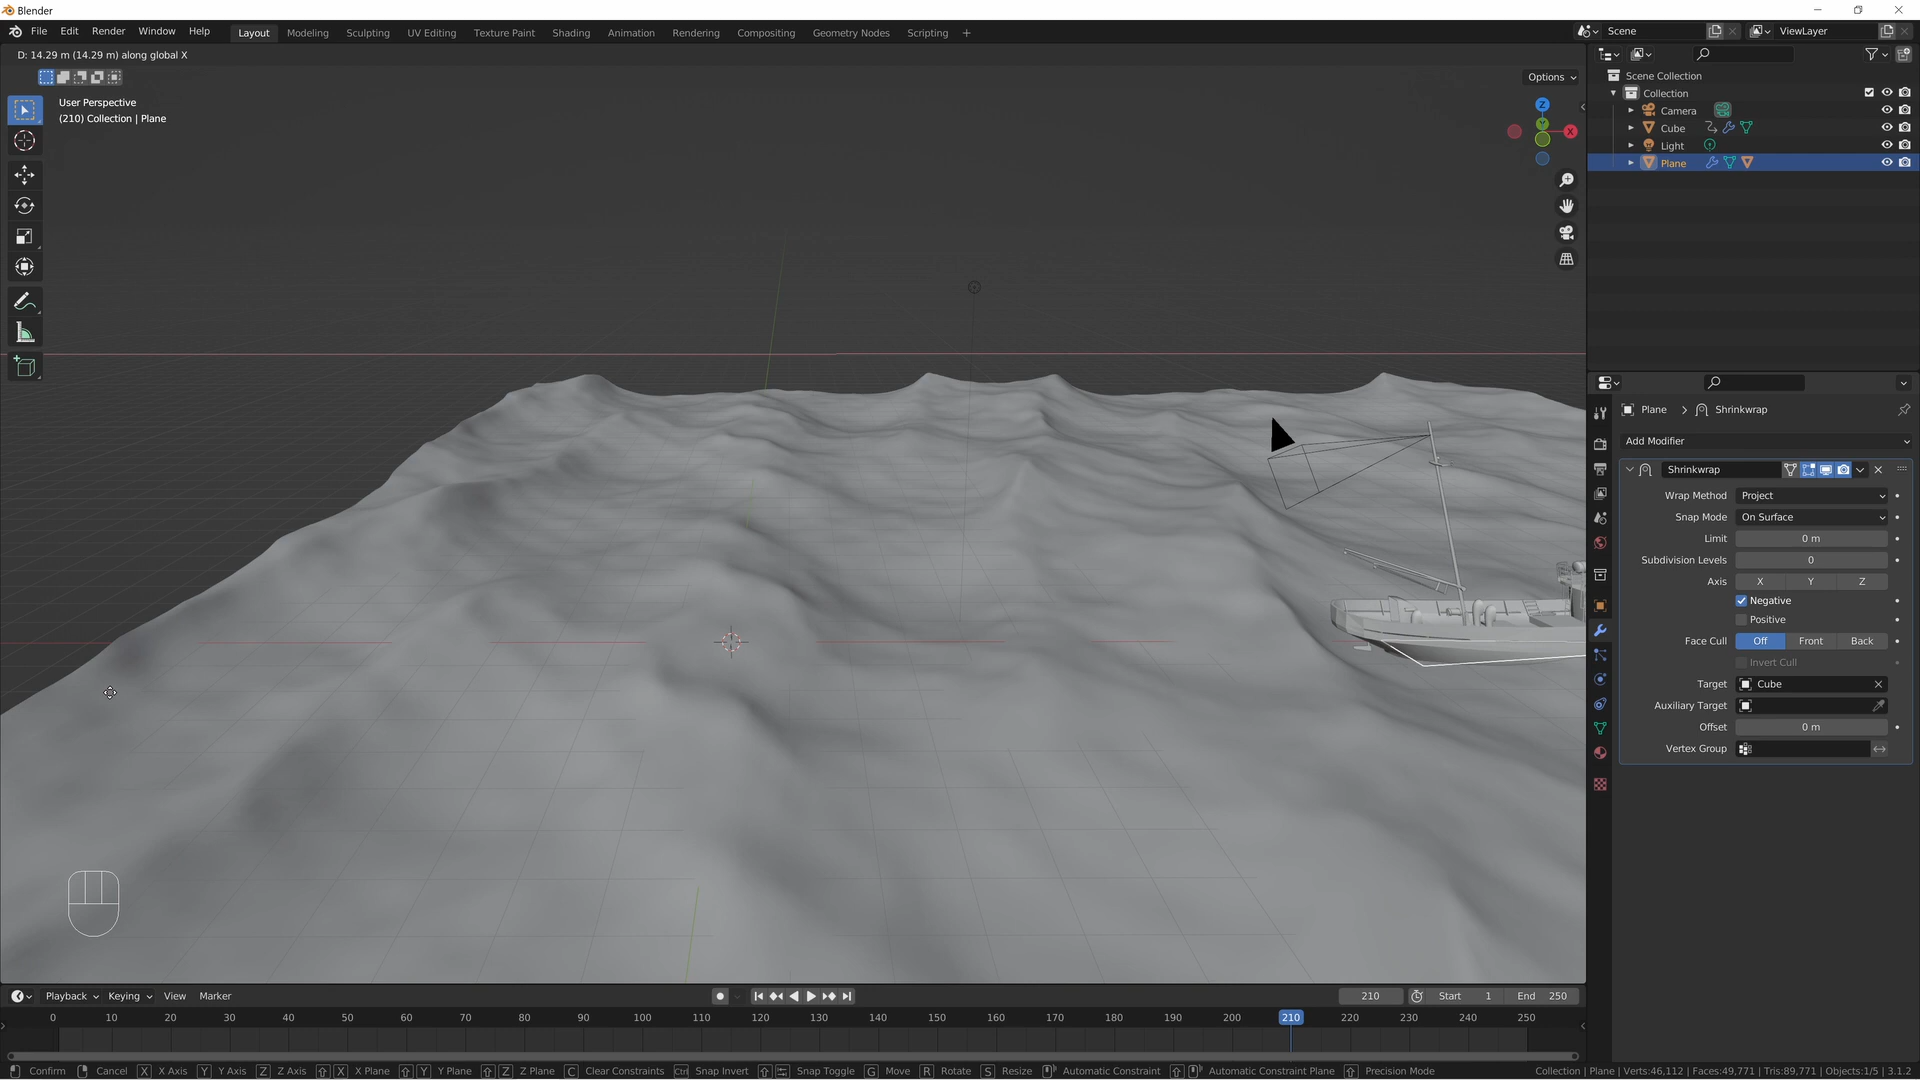 Blender
File Edit Render Window Help Layout Modeling Sculpting UV Editing Texture Paint Shading Animation Rendering Compositing Geometry Nodes Scripting + Scene ViewLayer
D: 14.29 m (14.29 m) along global X
Options
User Perspective
(210) Collection | Plane
Z
Y
X
Scene Collection
Collection
Camera
Cube
Light
Plane
Plane > Shrinkwrap
Add Modifier
Shrinkwrap
Wrap Method Project
Snap Mode On Surface
Limit 0 m
Subdivision Levels 0
Axis X Y Z
Negative
Positive
Face Cull Off Front Back
Invert Cull
Target Cube
Auxiliary Target
Offset 0 m
Vertex Group
Playback Keying View Marker 210 Start 1 End 250
0 10 20 30 40 50 60 70 80 90 100 110 120 130 140 150 160 170 180 190 200 210 220 230 240 250
Confirm Cancel X X Axis Y Y Axis Z Z Axis X X Plane Y Y Plane Z Z Plane C Clear Constraints Ctrl Snap Invert Snap Toggle G Move R Rotate S Resize Automatic Constraint Automatic Constraint Plane Precision Mode Collection | Plane | Verts:46,112 | Faces:49,771 | Tris:89,771 | Objects:1/5 | 3.1.2